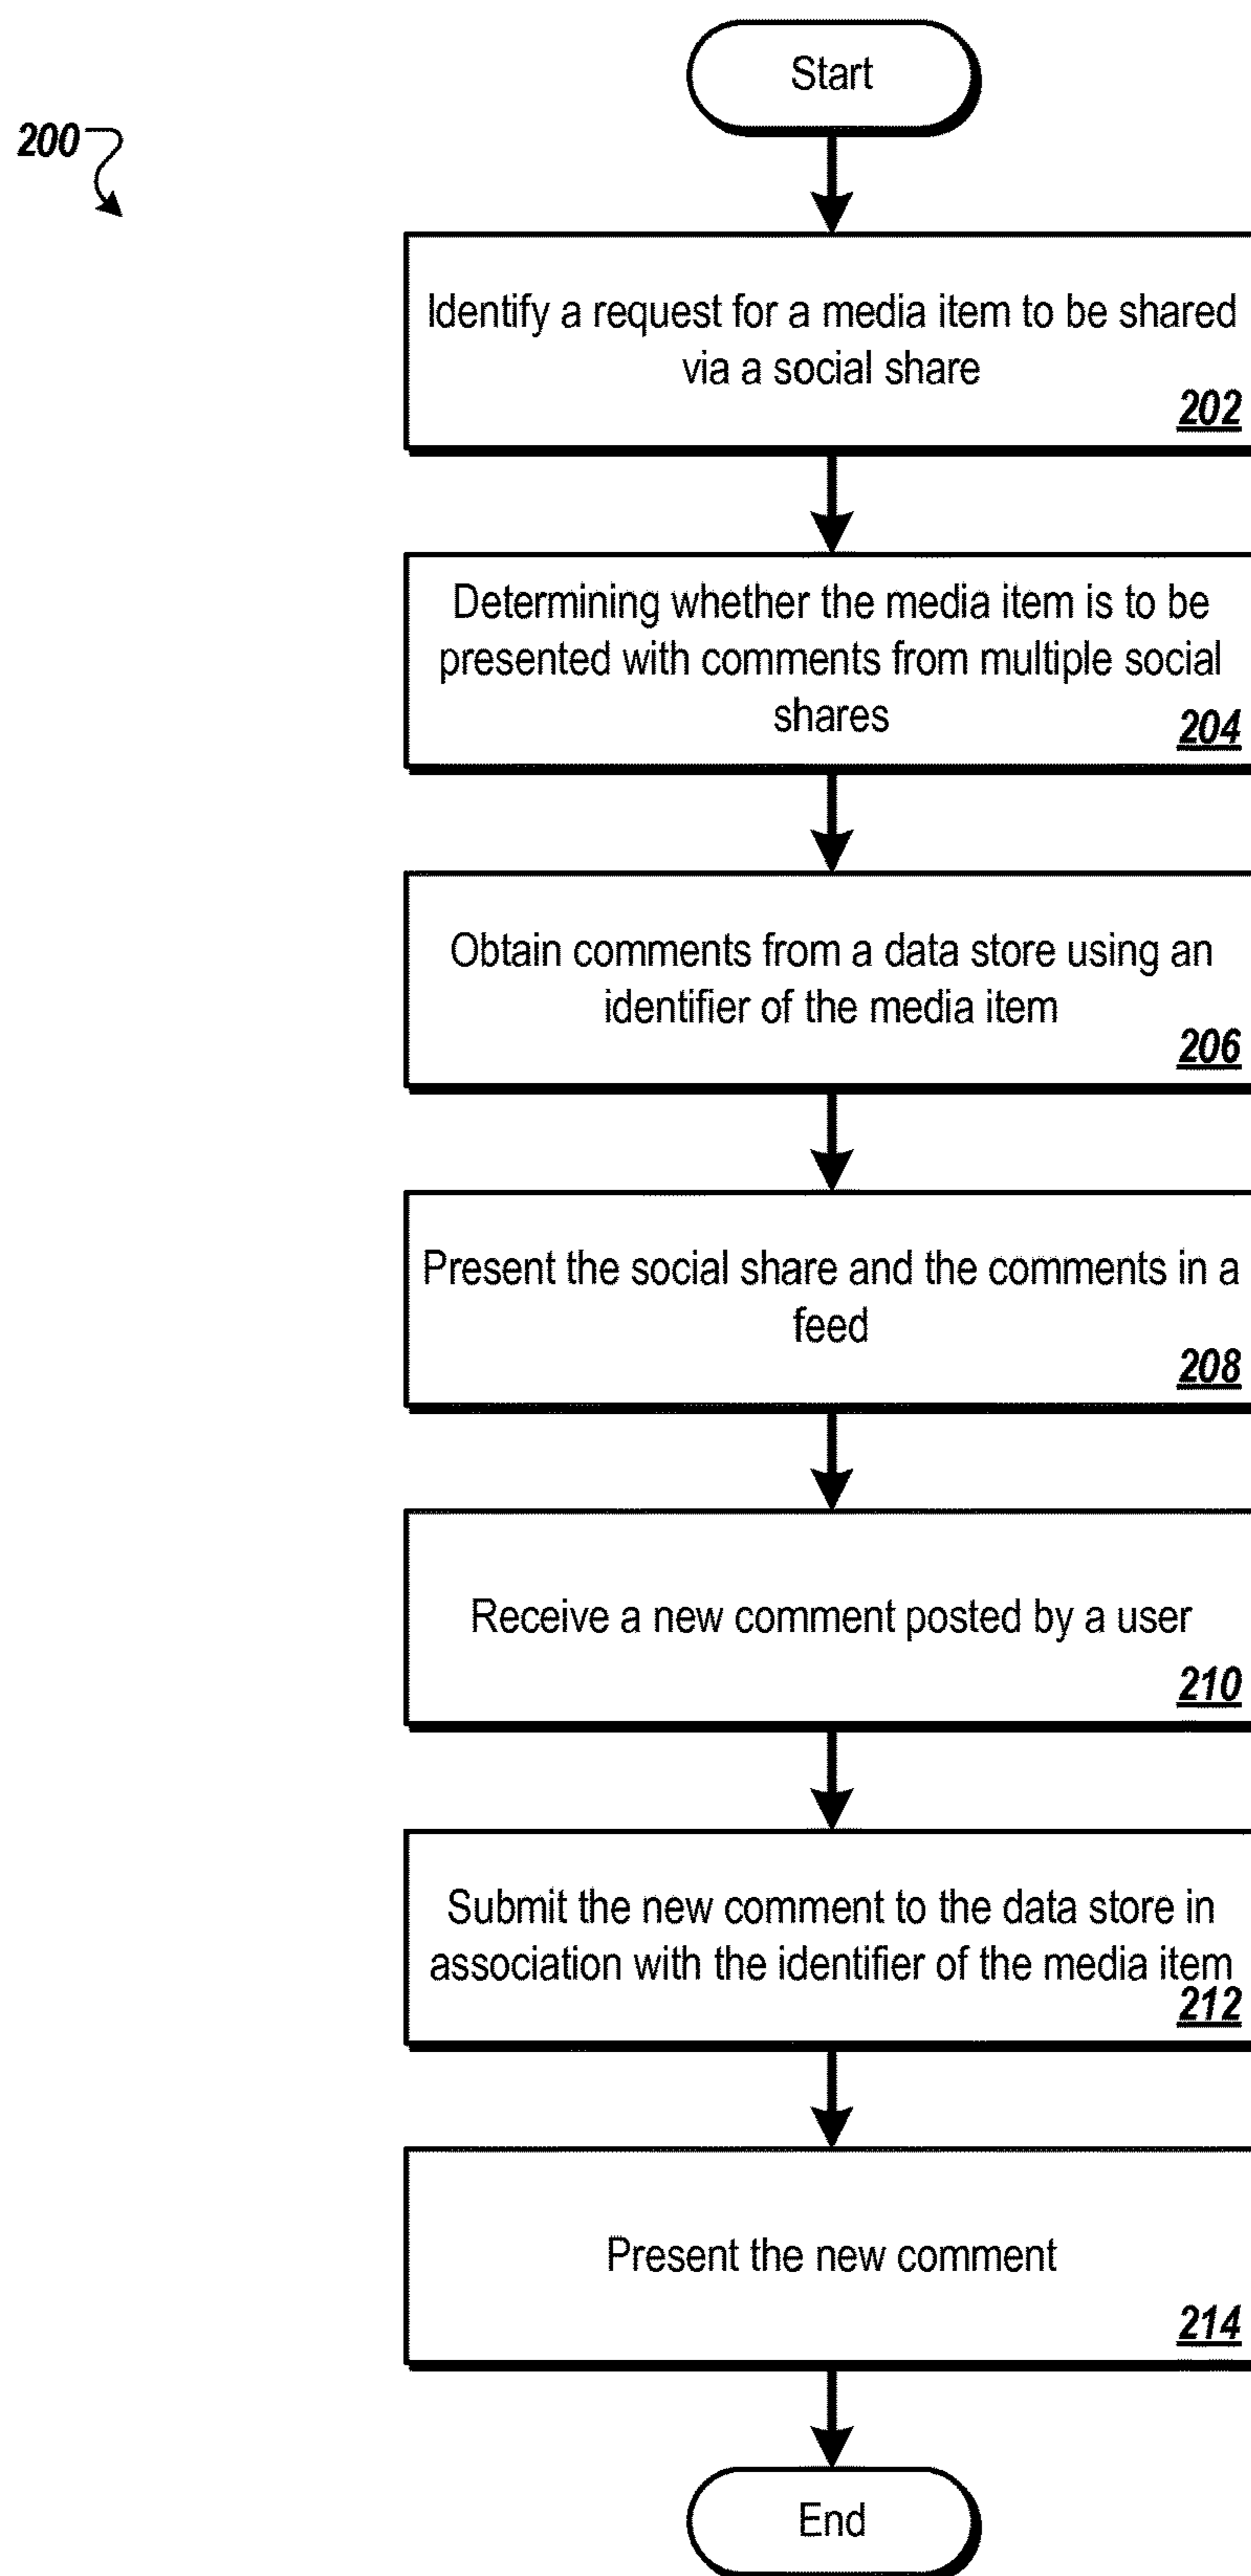 Start
200
Identify a request for a media item to be shared
via a social share
202
Determining whether the media item is to be
presented with comments from multiple social
shares
204
Obtain comments from a data store using an
identifier of the media item
206
Present the social share and the comments in a
feed
208
Receive a new comment posted by a user
210
Submit the new comment to the data store in
association with the identifier of the media item
212
Present the new comment
214
End